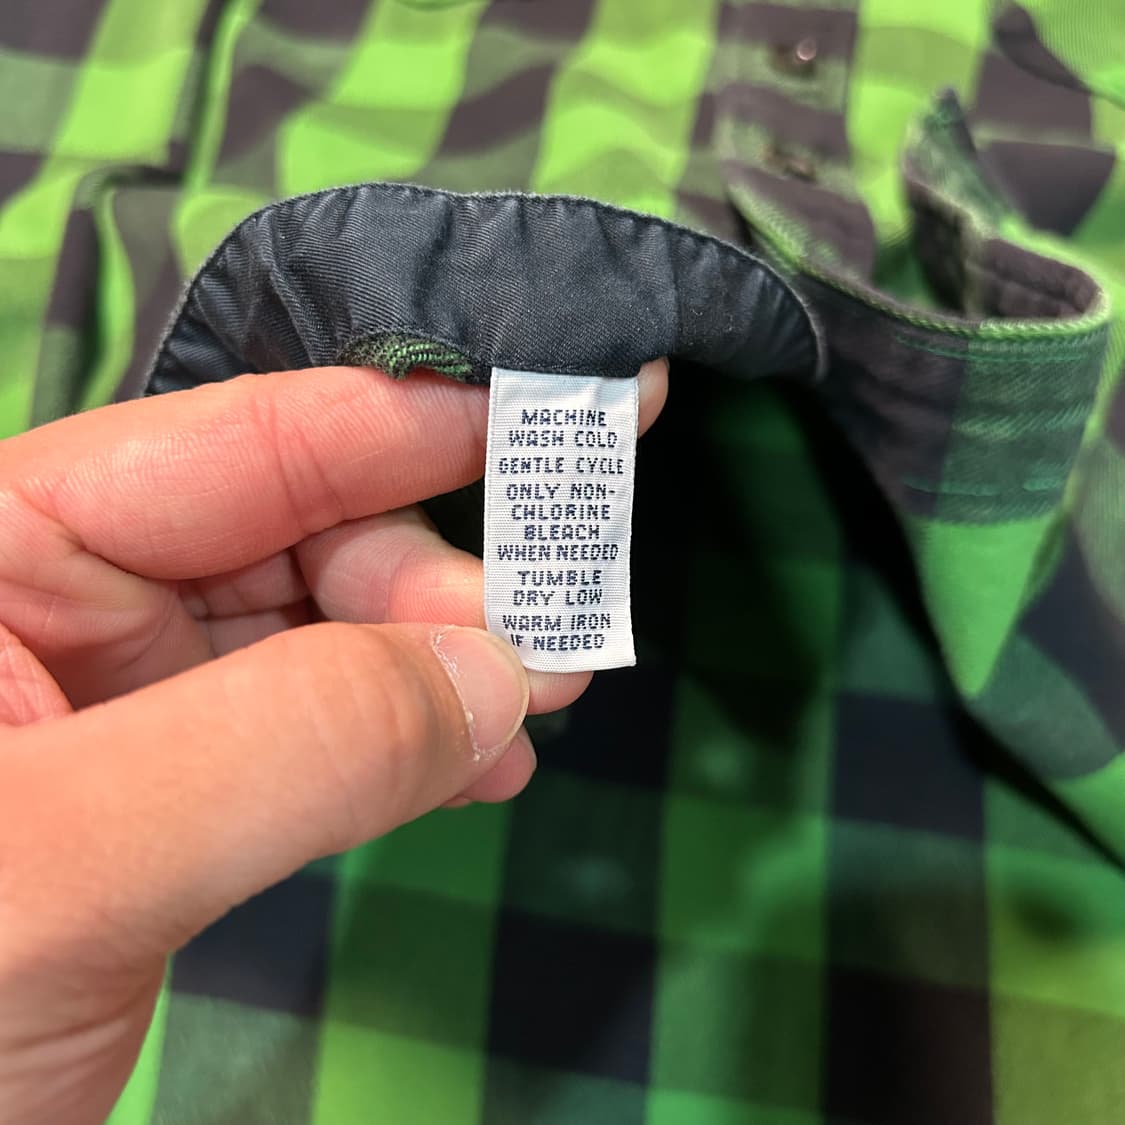 MACHINE
WASH COLD
GENTLE CYCLE
ONLY NON-
CHLORINE
BLEACH
WHEN NEEDED
TUMBLE
DRY LOW
WARM IRON
IF NEEDED